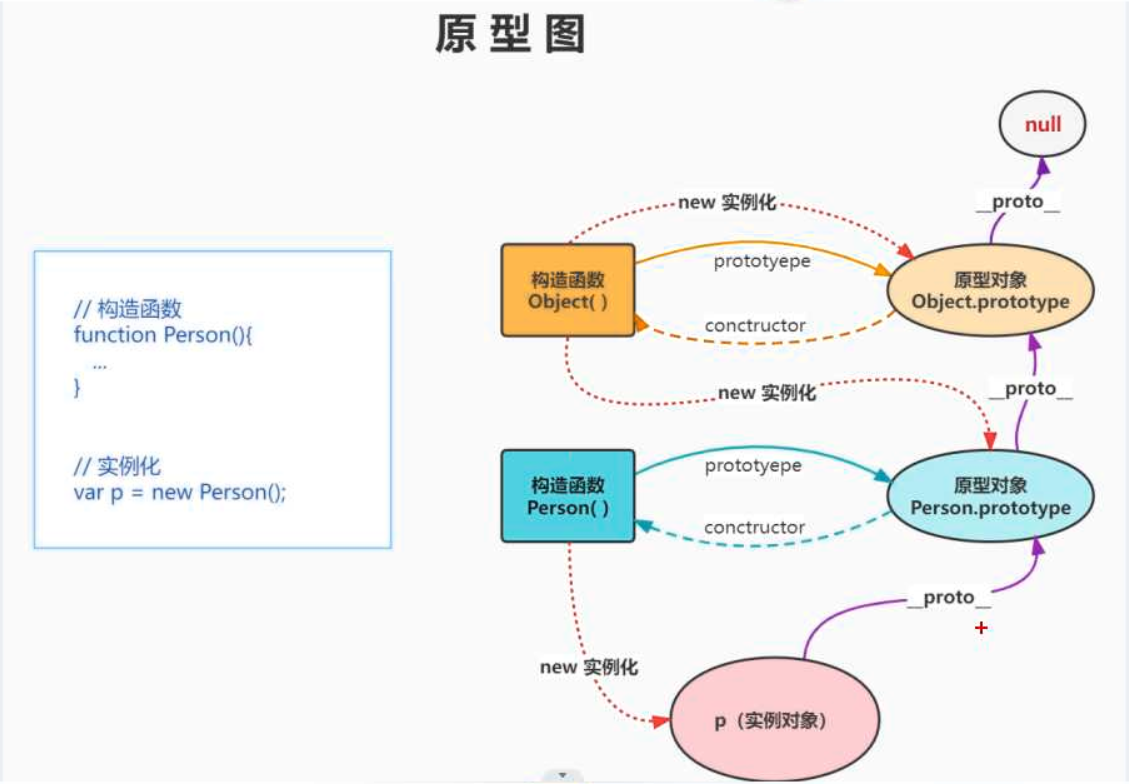 原型图
null
__proto__
new 实例化
prototyepe
构造函数
Object( )
原型对象
Object.prototype
conctructor
// 构造函数
function Person(){
...
}
// 实例化
var p = new Person();
__proto__
new 实例化
prototyepe
构造函数
Person( )
原型对象
Person.prototype
conctructor
__proto__
new 实例化
p（实例对象）